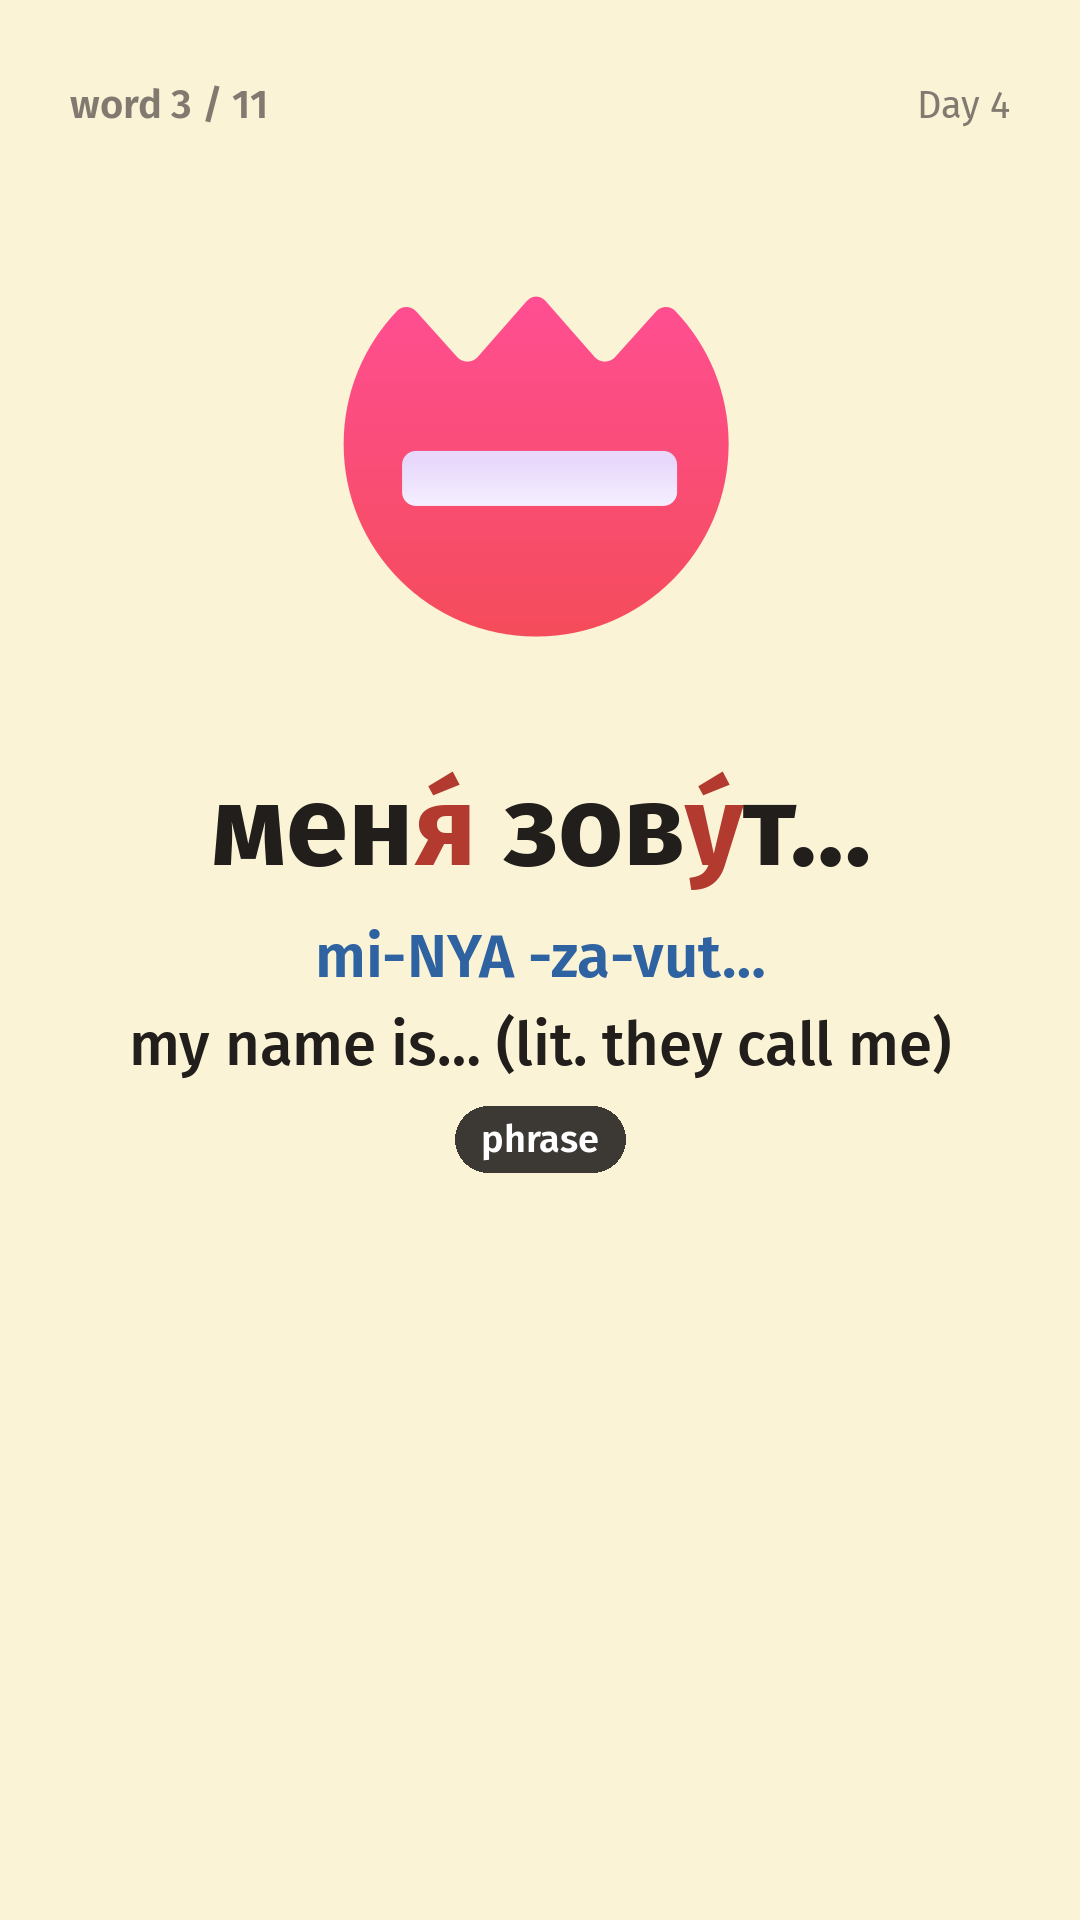 word 3 / 11
Day 4
меня́ зову́т...
mi-NYA -za-vut...
my name is... (lit. they call me)
phrase